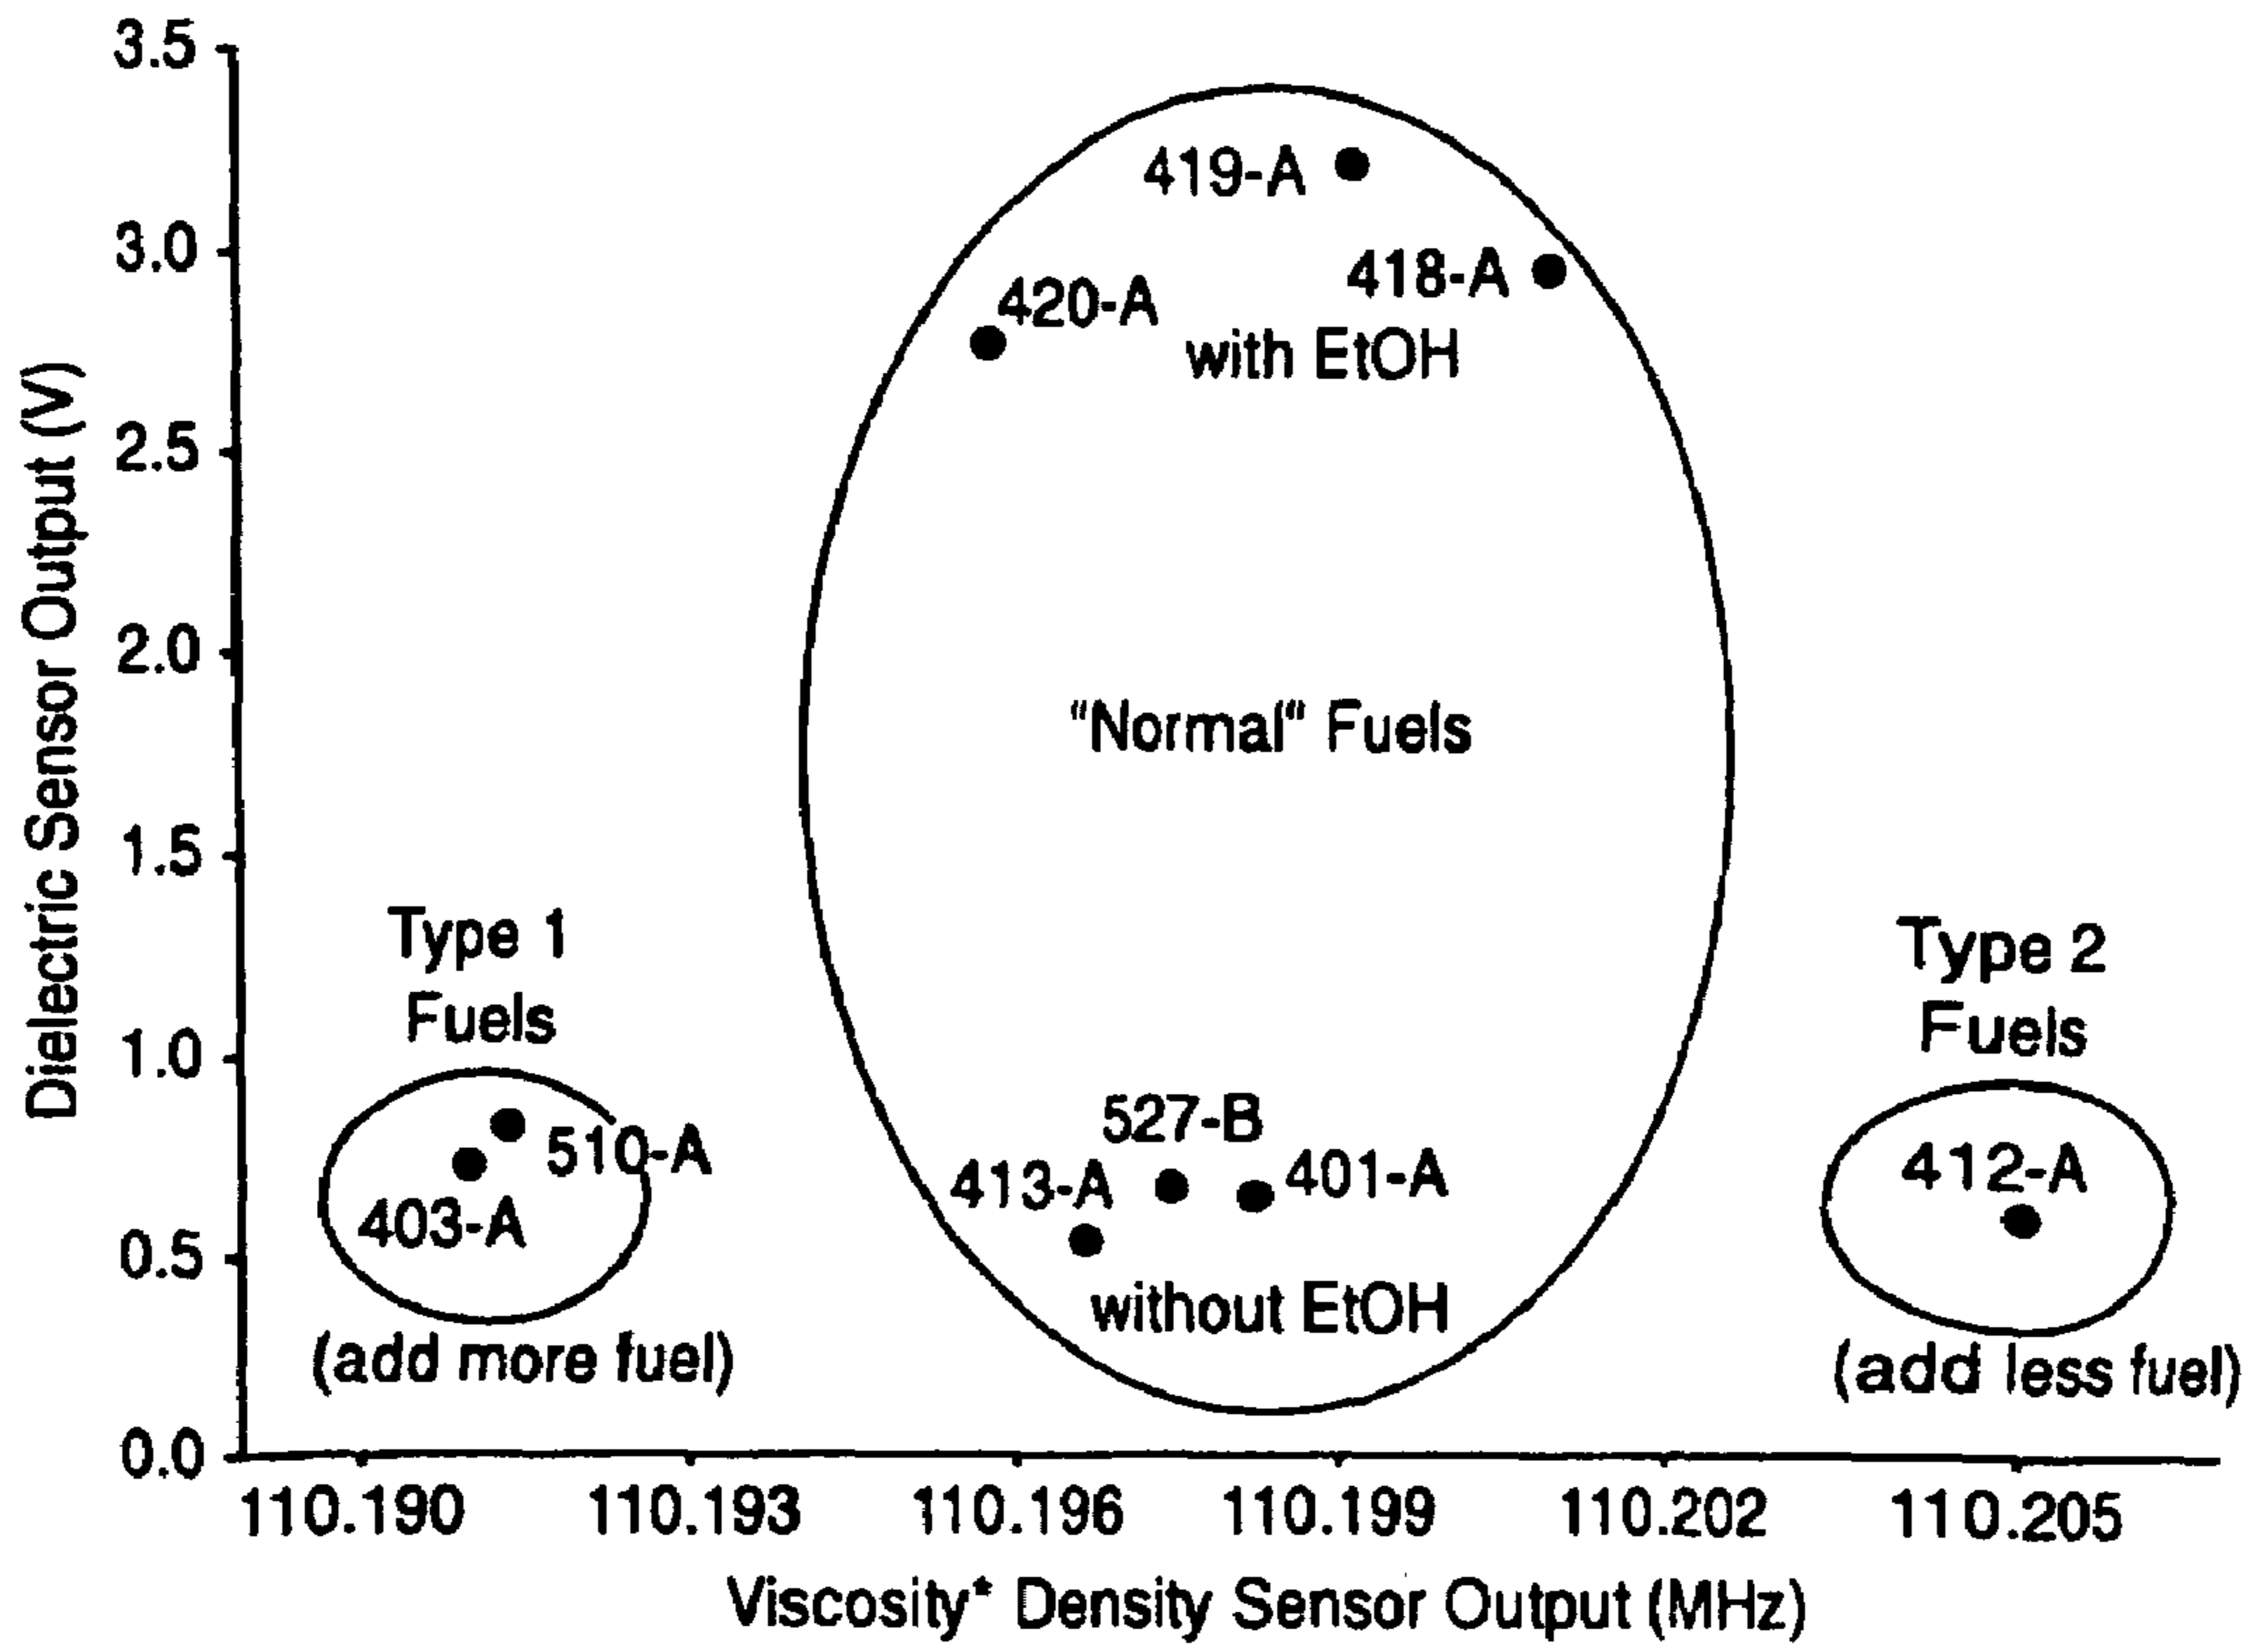 3.5
3.0
2.5
2.0
1.5
1.0
0.5
0.0
Dielectric Sensor Output (V)
419-A
418-A
420-A
with EtOH
"Normal" Fuels
Type 1
Fuels
510-A
403-A
(add more fuel)
527-B
413-A
401-A
without EtOH
Type 2
Fuels
412-A
(add less fuel)
110.190 110.193 110.196 110.199 110.202 110.205
Viscosity* Density Sensor Output (MHz)